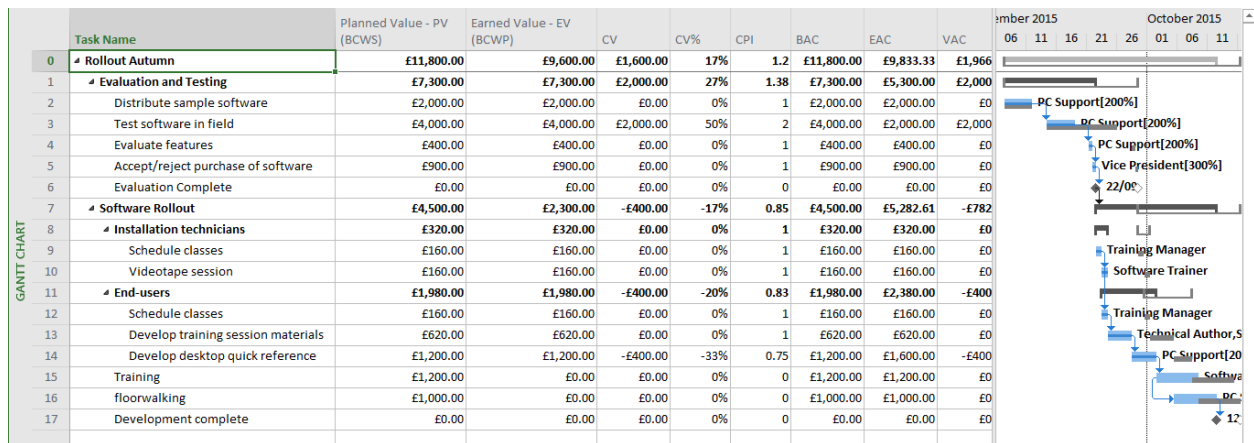 ember 2015 October 2015
Planned Value - PV Earned Value - EV
Task Name (BCWS) (BCWP) CV CV% CPI BAC EAC VAC 06 11 16 21 26 01 06 11
0 Rollout Autumn £11,800.00 £9,600.00 £1,600.00 17% 1.2 £11,800.00 £9,833.33 £1,966
1 Evaluation and Testing £7,300.00 £7,300.00 £2,000.00 27% 1.38 £7,300.00 £5,300.00 £2,000
2 Distribute sample software £2,000.00 £2,000.00 £0.00 0% 1 £2,000.00 £2,000.00 £0 PC Support[200%]
3 Test software in field £4,000.00 £4,000.00 £2,000.00 50% 2 £4,000.00 £2,000.00 £2,000 PC Support[200%]
4 Evaluate features £400.00 £400.00 £0.00 0% 1 £400.00 £400.00 £0 PC Support[200%]
5 Accept/reject purchase of software £900.00 £900.00 £0.00 0% 1 £900.00 £900.00 £0 Vice President[300%]
6 Evaluation Complete £0.00 £0.00 £0.00 0% 0 £0.00 £0.00 £0 22/09
7 Software Rollout £4,500.00 £2,300.00 -£400.00 -17% 0.85 £4,500.00 £5,282.61 -£782
8 Installation technicians £320.00 £320.00 £0.00 0% 1 £320.00 £320.00 £0
9 Schedule classes £160.00 £160.00 £0.00 0% 1 £160.00 £160.00 £0 Training Manager
10 Videotape session £160.00 £160.00 £0.00 0% 1 £160.00 £160.00 £0 Software Trainer
11 End-users £1,980.00 £1,980.00 -£400.00 -20% 0.83 £1,980.00 £2,380.00 -£400
12 Schedule classes £160.00 £160.00 £0.00 0% 1 £160.00 £160.00 £0 Training Manager
13 Develop training session materials £620.00 £620.00 £0.00 0% 1 £620.00 £620.00 £0 Technical Author,S
14 Develop desktop quick reference £1,200.00 £1,200.00 -£400.00 -33% 0.75 £1,200.00 £1,600.00 -£400 PC Support[20
15 Training £1,200.00 £0.00 £0.00 0% 0 £1,200.00 £1,200.00 £0 Softwa
16 floorwalking £1,000.00 £0.00 £0.00 0% 0 £1,000.00 £1,000.00 £0 PC
17 Development complete £0.00 £0.00 £0.00 0% 0 £0.00 £0.00 £0 12
GANTT CHART